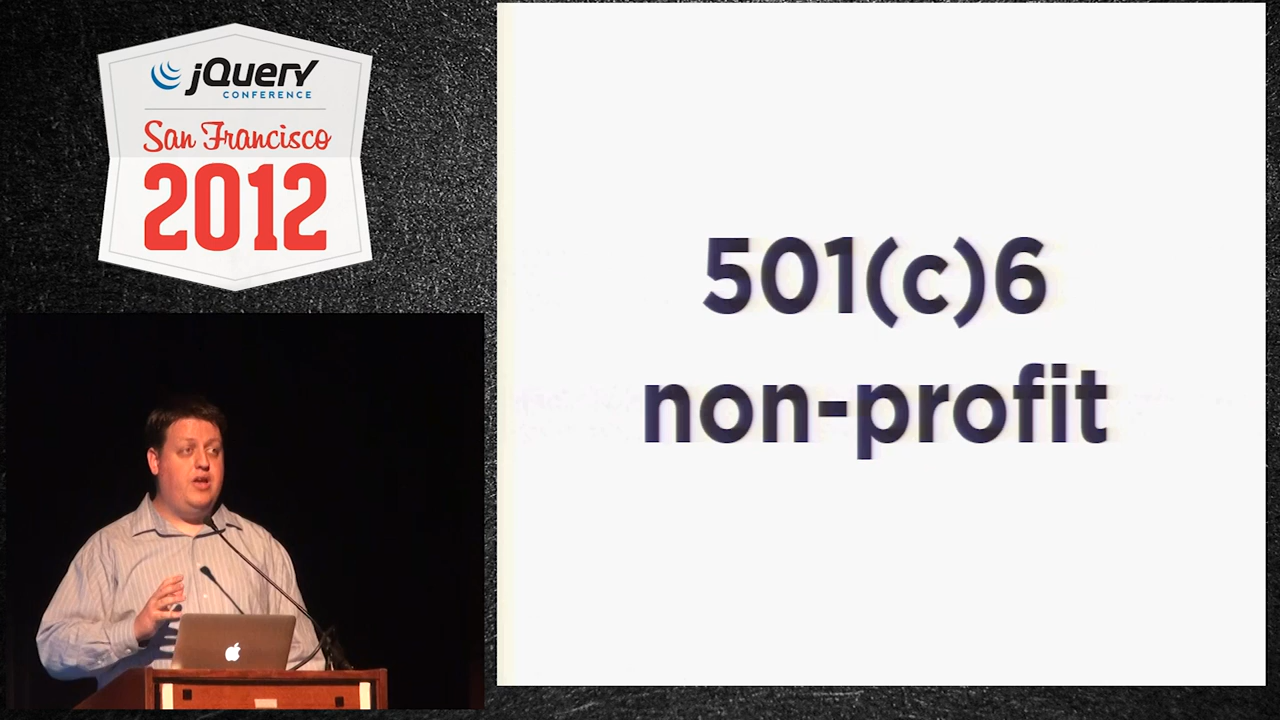 jQuery
CONFERENCE
San Francisco
2012
501(c)6
non-profit